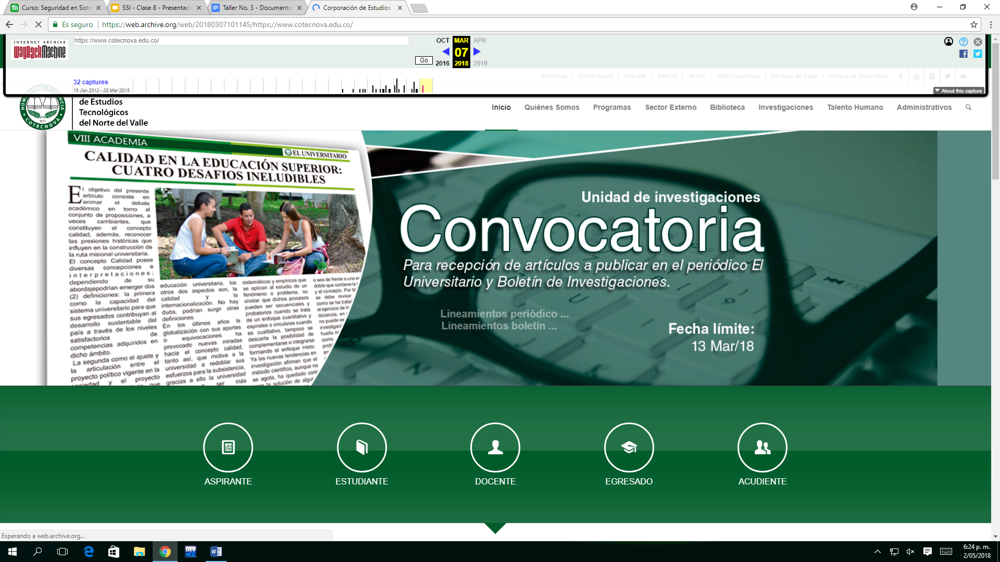 Curso: Seguridad en Siste
SSI - Clase 8 - Presentació
Taller No. 3 - Documento
Corporación de Estudios
Es seguro
https://web.archive.org/web/20180307101145/https://www.cotecnova.edu.co/
INTERNET ARCHIVE
WayBackMachine
https://www.cotecnova.edu.co/
Go
OCT MAR APR
07
2016 2018 2019
32 captures
16 Jan 2012 - 20 Mar 2018
About this capture
Referidos | Contáctenos | Reúnete | AVACO | SIGYC | SQR Cotecnova | Recibos de Pago | Política de Privacidad
HUMANISMO Y CIENCIA
1971
COTECNOVA
de Estudios
Tecnológicos
del Norte del Valle
Inicio Quiénes Somos Programas Sector Externo Biblioteca Investigaciones Talento Humano Administrativos
VIII ACADEMIA
EL UNIVERSITARIO
CALIDAD EN LA EDUCACIÓN SUPERIOR:
CUATRO DESAFIOS INELUDIBLES
El objetivo del presente
artículo consiste en
animar el debate
académico en torno al
conjunto de proposiciones, a
veces cambiantes, que
constituyen el concepto
calidad, además, reconocer
las presiones históricas que
influyen en la construcción de
la ruta misional universitaria.
El concepto Calidad posee
diversas concepciones e
interpretaciones;
dependiendo de su
abordajepodrían emerger dos
(2) definiciones: la primera
como la capacidad del
sistema universitario para que
sus egresados contribuyan al
desarrollo sustentable del
país a través de los niveles
satisfactorios de
competencias adquiridos en
dicho ámbito.
La segunda como el ajuste y
la articulación entre el
proyecto político vigente en la
sociedad y el proyecto
educación universitaria, los
otros dos aspectos son, la
calidad y la
internacionalización. No hay
duda, podrían surgir otras
definiciones.
En los últimos años la
globalización con sus aportes
o equivocaciones ha
provocado nuevas miradas
hacia el concepto calidad,
tanto así, que motiva a la
universidad a redoblar sus
esfuerzos para la subsistencia,
gracias a ello la universidad
sistemáticos y empíricos que
se aplican al estudio de un
fenómeno o problema, no
olvidar que dichos procesos
pueden ser secuenciales y
probatorios cuando se trata
de un enfoque cuantitativo y
espirales o circulares cuando
es cualitativo, tampoco se
descarta la posibilidad de
complementarse o integrarse
formando el enfoque mixto.
Ya las nuevas tendencias en
investigación afirman que el
método científico, aunque no
se agota, ha quedado corto
para la solución de algun
o sea de frente a una er
doble que contiene la i
y el concepto. Por ta
se debe revisar
como se ha tratar
el ejercicio de in
docencia, en
no puede e
investigaci
huella n
como
prob
Unidad de investigaciones
Convocatoria
Para recepción de artículos a publicar en el periódico El
Universitario y Boletín de Investigaciones.
Lineamientos periódico ...
Lineamientos boletín ...
Fecha límite:
13 Mar/18
F10
ASPIRANTE ESTUDIANTE DOCENTE EGRESADO ACUDIENTE
Esperando a web.archive.org...
DEV
C++
6:24 p. m.
2/05/2018